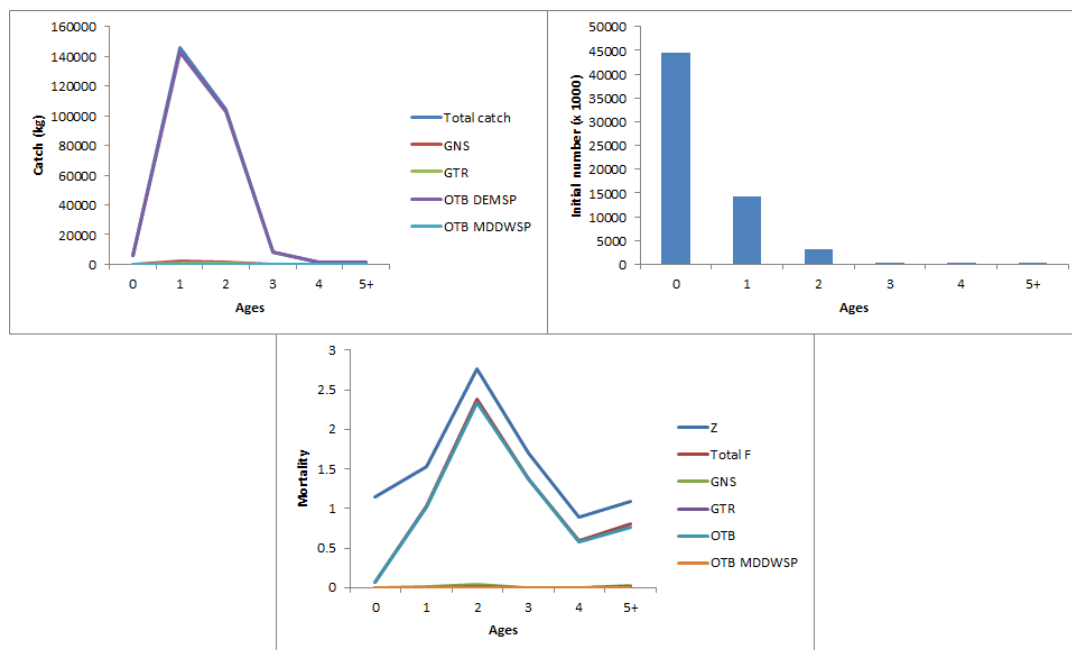 160000
140000
120000
100000
80000
60000
40000
20000
0
Catch (kg)
0 1 2 3 4 5+
Ages
Total catch
GNS
GTR
OTB DEMSP
OTB MDDWSP
50000
45000
40000
35000
30000
25000
20000
15000
10000
5000
0
Initial number (x 1000)
0 1 2 3 4 5+
Ages
3
2.5
2
1.5
1
0.5
0
Mortality
0 1 2 3 4 5+
Ages
Z
Total F
GNS
GTR
OTB
OTB MDDWSP